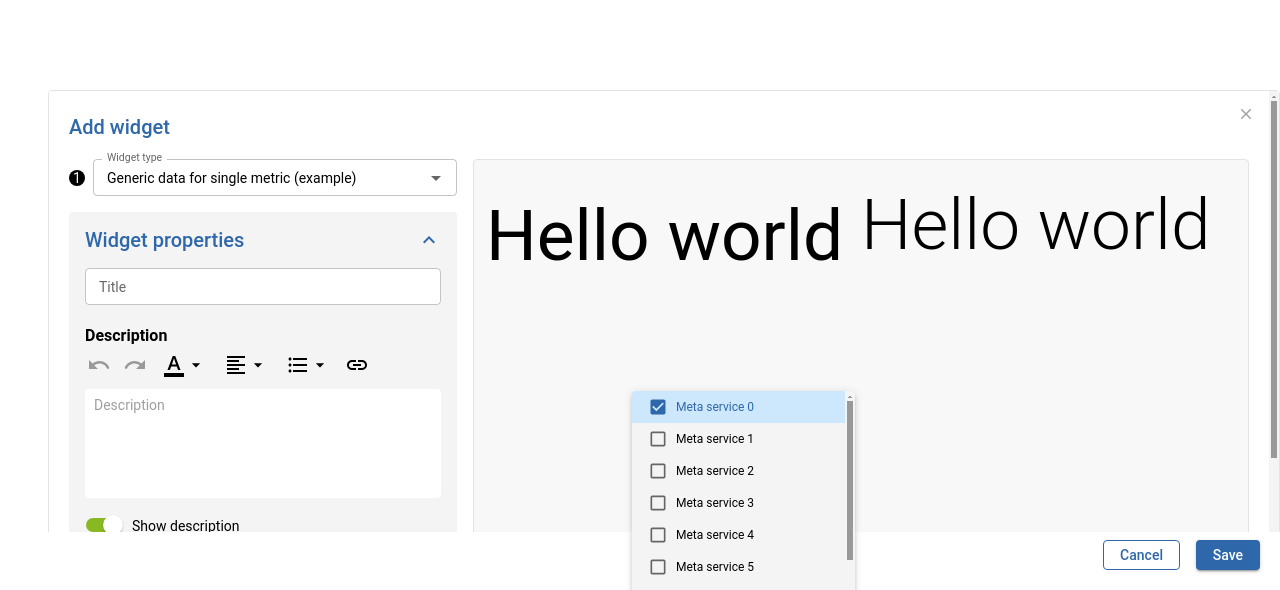 Add widget
Widget type
1 Generic data for single metric (example)
Hello world Hello world
Widget properties
Title
Description
A
Description
Show description
Meta service 0
Meta service 1
Meta service 2
Meta service 3
Meta service 4
Meta service 5
Cancel Save